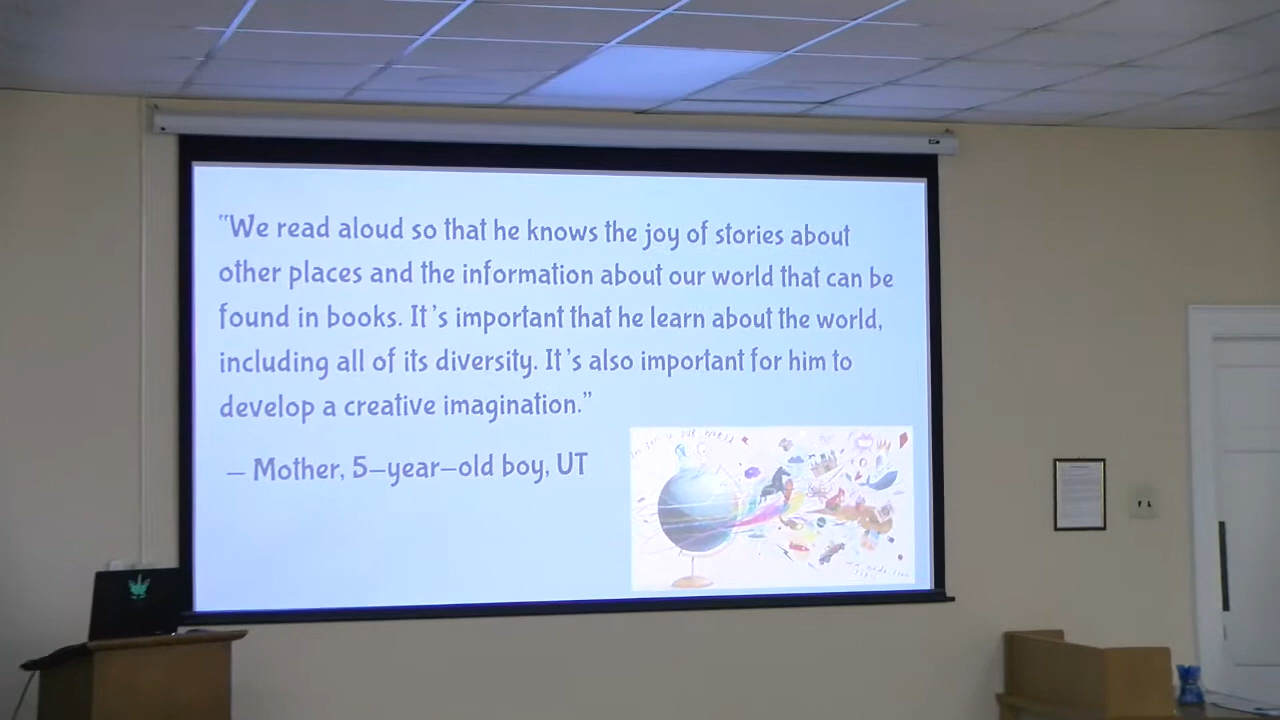 “We read aloud so that he knows the joy of stories about
other places and the information about our world that can be
found in books. It’s important that he learn about the world,
including all of its diversity. It’s also important for him to
develop a creative imagination.”
– Mother, 5–year–old boy, UT